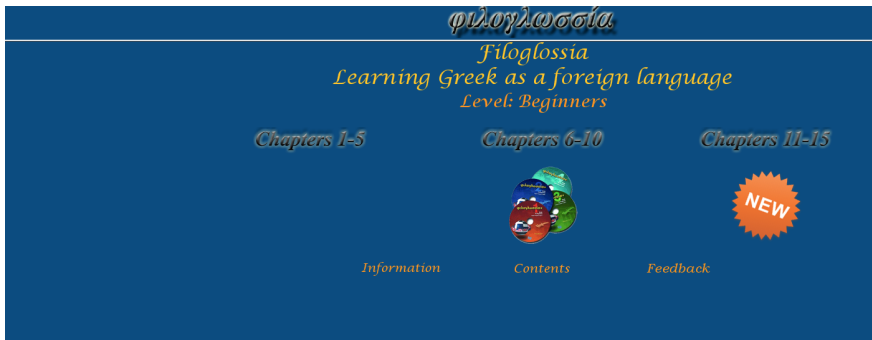 φιλογλωσσία
Filoglossia
Learning Greek as a foreign language
Level: Beginners
Chapters 1-5 Chapters 6-10 Chapters 11-15
NEW
Information Contents Feedback